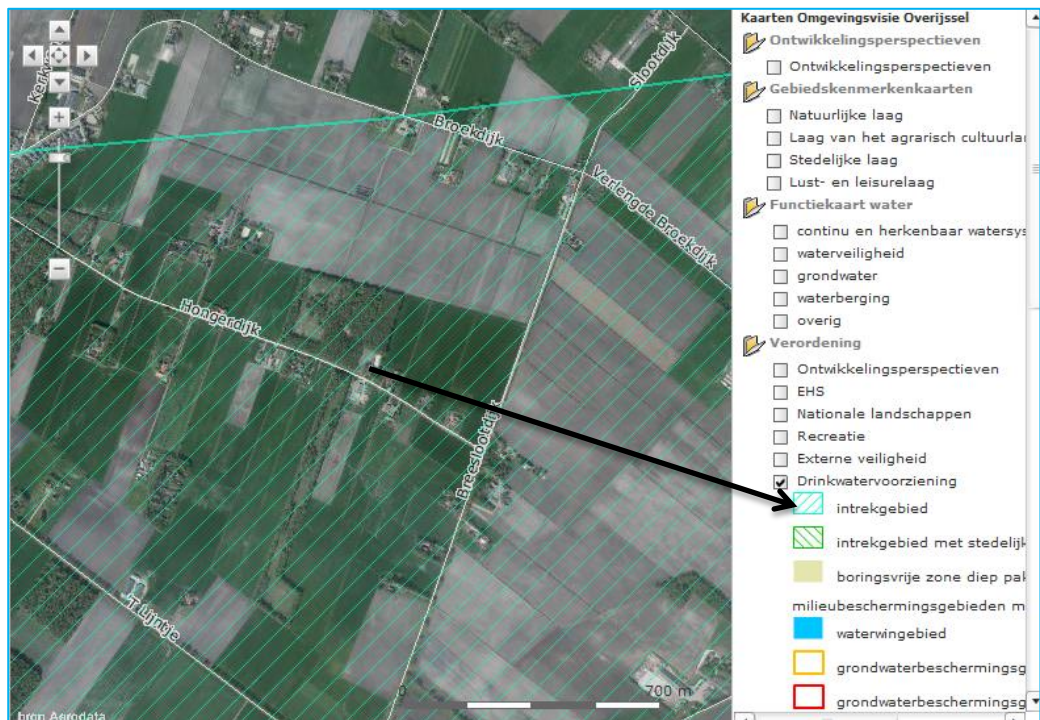 Kaarten Omgevingsvisie Overijssel
Ontwikkelingsperspectieven
Ontwikkelingsperspectieven
Gebiedskenmerkenkaarten
Natuurlijke laag
Laag van het agrarisch cultuurla
Stedelijke laag
Lust- en leisurelaag
Functiekaart water
continu en herkenbaar watersys
waterveiligheid
grondwater
waterberging
overig
Verordening
Ontwikkelingsperspectieven
EHS
Nationale landschappen
Recreatie
Externe veiligheid
Drinkwatervoorziening
intrekgebied
intrekgebied met stedelijk
boringsvrije zone diep pak
milieubeschermingsgebieden m
waterwingebied
grondwaterbeschermingsg
grondwaterbeschermingsg
Slootdijk
Broekdijk
Verlengde Broekdijk
Hongerdijk
Breeslootdijk
'T Lijntje
0
700 m
bron Aerodata